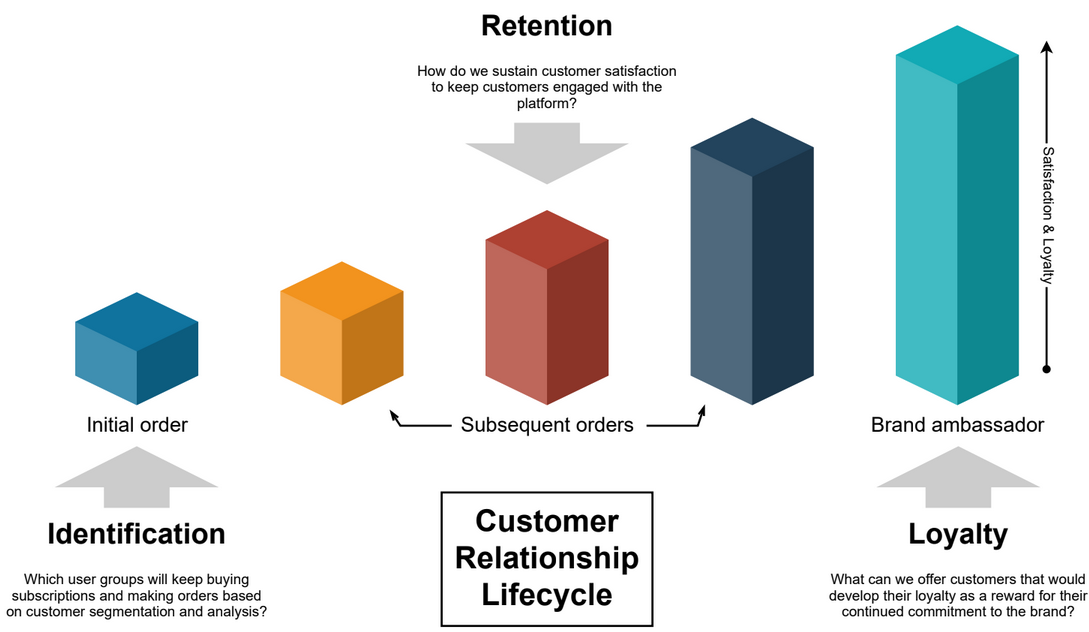 Retention
How do we sustain customer satisfaction
to keep customers engaged with the
platform?
Satisfaction & Loyalty
Initial order
Subsequent orders
Brand ambassador
Identification
Which user groups will keep buying
subscriptions and making orders based
on customer segmentation and analysis?
Customer
Relationship
Lifecycle
Loyalty
What can we offer customers that would
develop their loyalty as a reward for their
continued commitment to the brand?